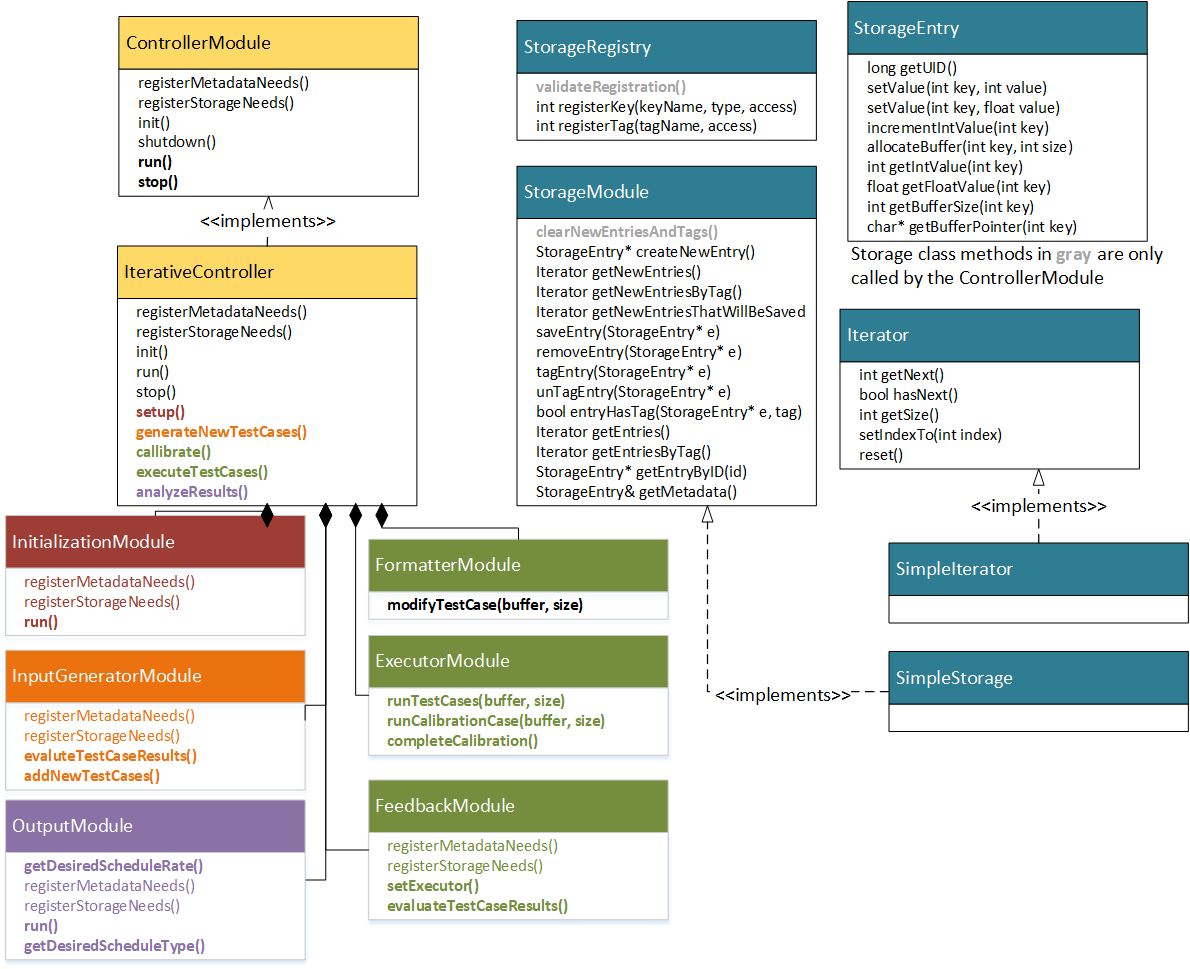 ControllerModule
registerMetadataNeeds()
registerStorageNeeds()
init()
shutdown()
run()
stop()
<<implements>>
IterativeController
registerMetadataNeeds()
registerStorageNeeds()
init()
run()
stop()
setup()
generateNewTestCases()
callibrate()
executeTestCases()
analyzeResults()
InitializationModule
registerMetadataNeeds()
registerStorageNeeds()
run()
InputGeneratorModule
registerMetadataNeeds()
registerStorageNeeds()
evaluteTestCaseResults()
addNewTestCases()
OutputModule
getDesiredScheduleRate()
registerMetadataNeeds()
registerStorageNeeds()
run()
getDesiredScheduleType()
FormatterModule
modifyTestCase(buffer, size)
ExecutorModule
runTestCases(buffer, size)
runCalibrationCase(buffer, size)
completeCalibration()
FeedbackModule
registerMetadataNeeds()
registerStorageNeeds()
setExecutor()
evaluateTestCaseResults()
StorageRegistry
validateRegistration()
int registerKey(keyName, type, access)
int registerTag(tagName, access)
StorageModule
clearNewEntriesAndTags()
StorageEntry* createNewEntry()
Iterator getNewEntries()
Iterator getNewEntriesByTag()
Iterator getNewEntriesThatWillBeSaved
saveEntry(StorageEntry* e)
removeEntry(StorageEntry* e)
tagEntry(StorageEntry* e)
unTagEntry(StorageEntry* e)
bool entryHasTag(StorageEntry* e, tag)
Iterator getEntries()
Iterator getEntriesByTag()
StorageEntry* getEntryByID(id)
StorageEntry& getMetadata()
StorageEntry
long getUID()
setValue(int key, int value)
setValue(int key, float value)
incrementIntValue(int key)
allocateBuffer(int key, int size)
int getIntValue(int key)
float getFloatValue(int key)
int getBufferSize(int key)
char* getBufferPointer(int key)
Storage class methods in gray are only
called by the ControllerModule
Iterator
int getNext()
bool hasNext()
int getSize()
setIndexTo(int index)
reset()
<<implements>>
SimpleIterator
SimpleStorage
<<implements>>